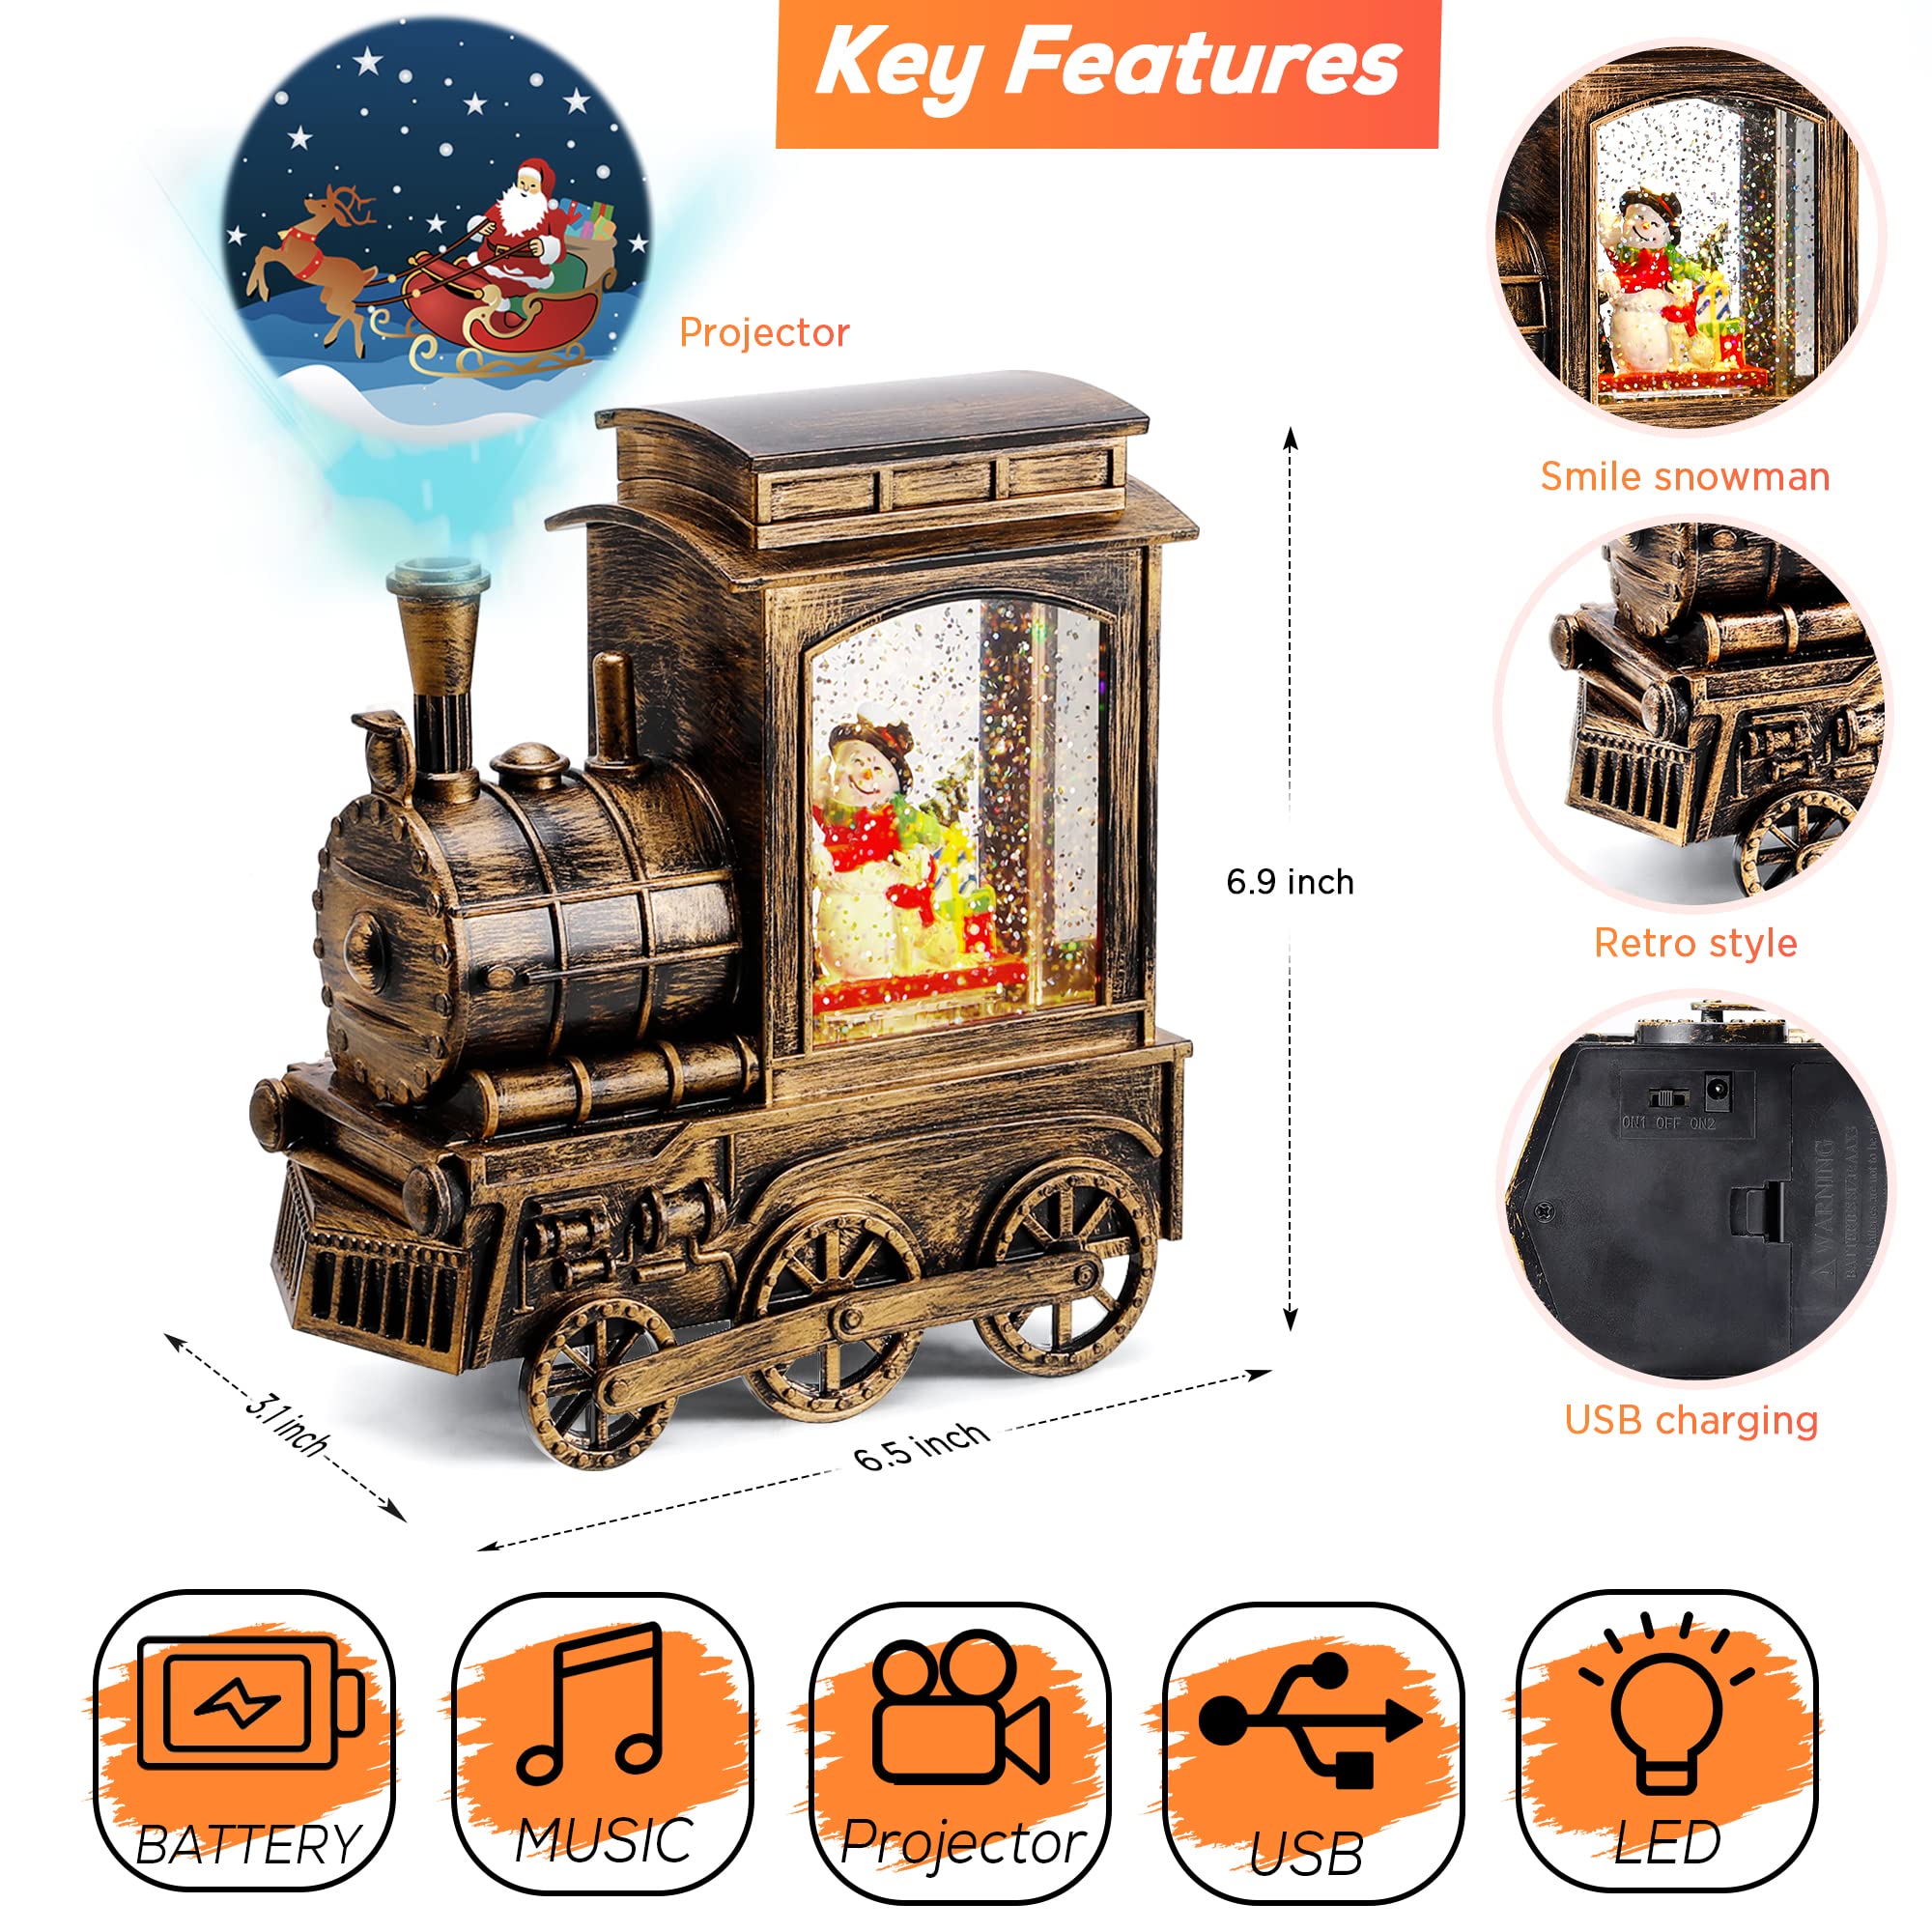 Key Features
Projector
Smile snowman
6.9 inch
Retro style
ON1 OFF ON2
WARNING
USB charging
3.1 inch
6.5 inch
BATTERY
MUSIC
Projector
USB
LED